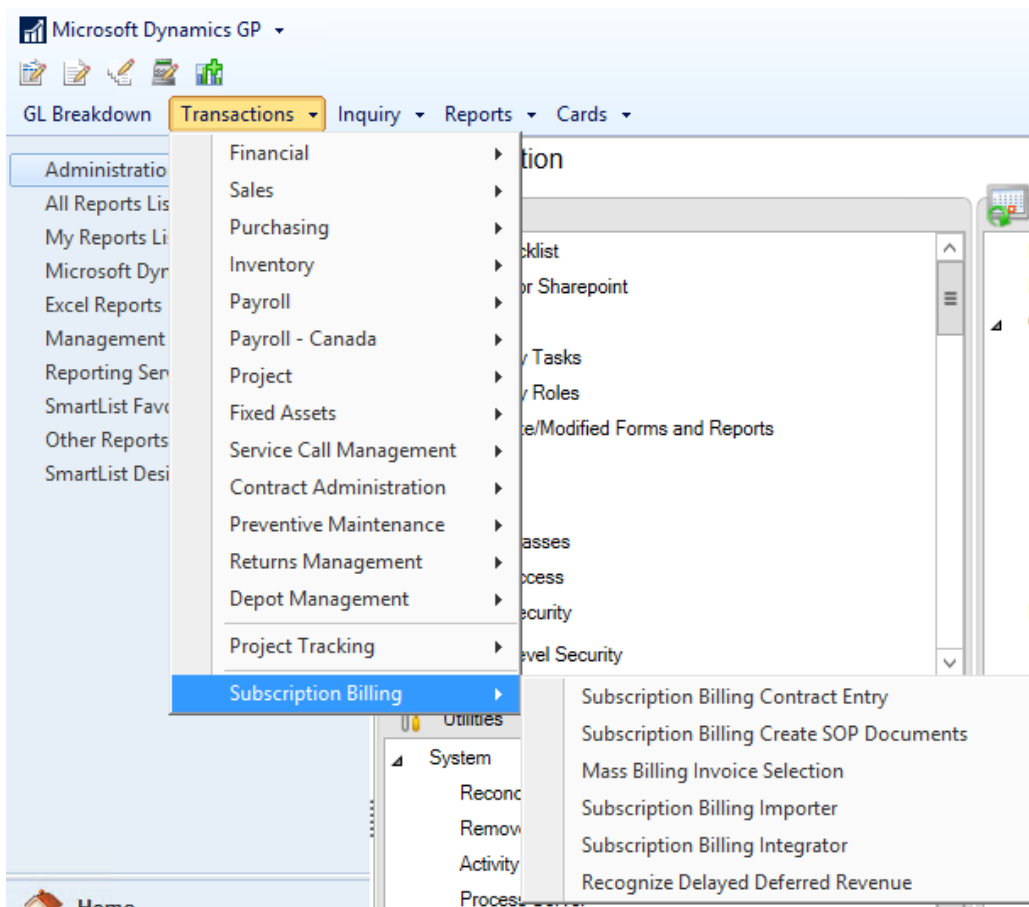 Microsoft Dynamics GP
GL Breakdown Transactions Inquiry Reports Cards
Administratio
All Reports Lis
My Reports Li
Microsoft Dyn
Excel Reports
Management
Reporting Serv
SmartList Favo
Other Reports
SmartList Desi
Home
Financial
Sales
Purchasing
Inventory
Payroll
Payroll - Canada
Project
Fixed Assets
Service Call Management
Contract Administration
Preventive Maintenance
Returns Management
Depot Management
Project Tracking
Subscription Billing
tion
cklist
or Sharepoint
y Tasks
y Roles
te/Modified Forms and Reports
asses
ccess
ecurity
evel Security
Utilities
System
Reconc
Remov
Activity
Process Server
Subscription Billing Contract Entry
Subscription Billing Create SOP Documents
Mass Billing Invoice Selection
Subscription Billing Importer
Subscription Billing Integrator
Recognize Delayed Deferred Revenue